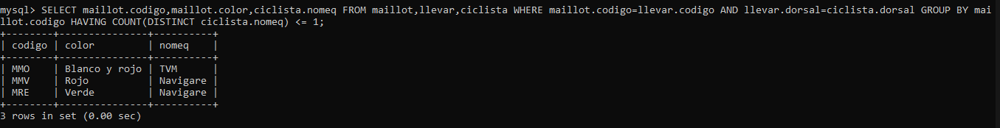 mysql> SELECT maillot.codigo,maillot.color,ciclista.nomeq FROM maillot,llevar,ciclista WHERE maillot.codigo=llevar.codigo AND llevar.dorsal=ciclista.dorsal GROUP BY mai
llot.codigo HAVING COUNT(DISTINCT ciclista.nomeq) <= 1;
+--------+---------------+----------+
| codigo | color         | nomeq    |
+--------+---------------+----------+
| MMO    | Blanco y rojo | TVM      |
| MMV    | Rojo          | Navigare |
| MRE    | Verde         | Navigare |
+--------+---------------+----------+
3 rows in set (0.00 sec)